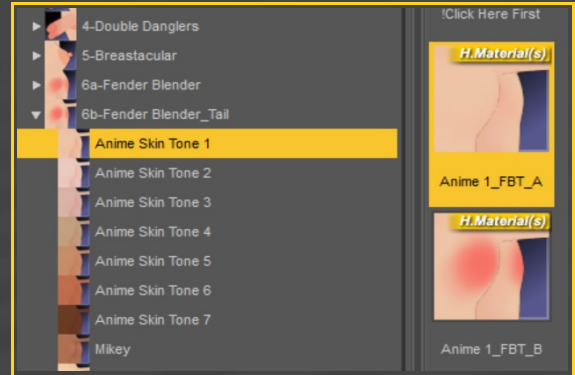 4-Double Danglers
5-Breastacular
6a-Fender Blender
6b-Fender Blender_Tail
Anime Skin Tone 1
Anime Skin Tone 2
Anime Skin Tone 3
Anime Skin Tone 4
Anime Skin Tone 5
Anime Skin Tone 6
Anime Skin Tone 7
Mikey
!Click Here First
H.Material(s)
Anime 1_FBT_A
H.Material(s)
Anime 1_FBT_B